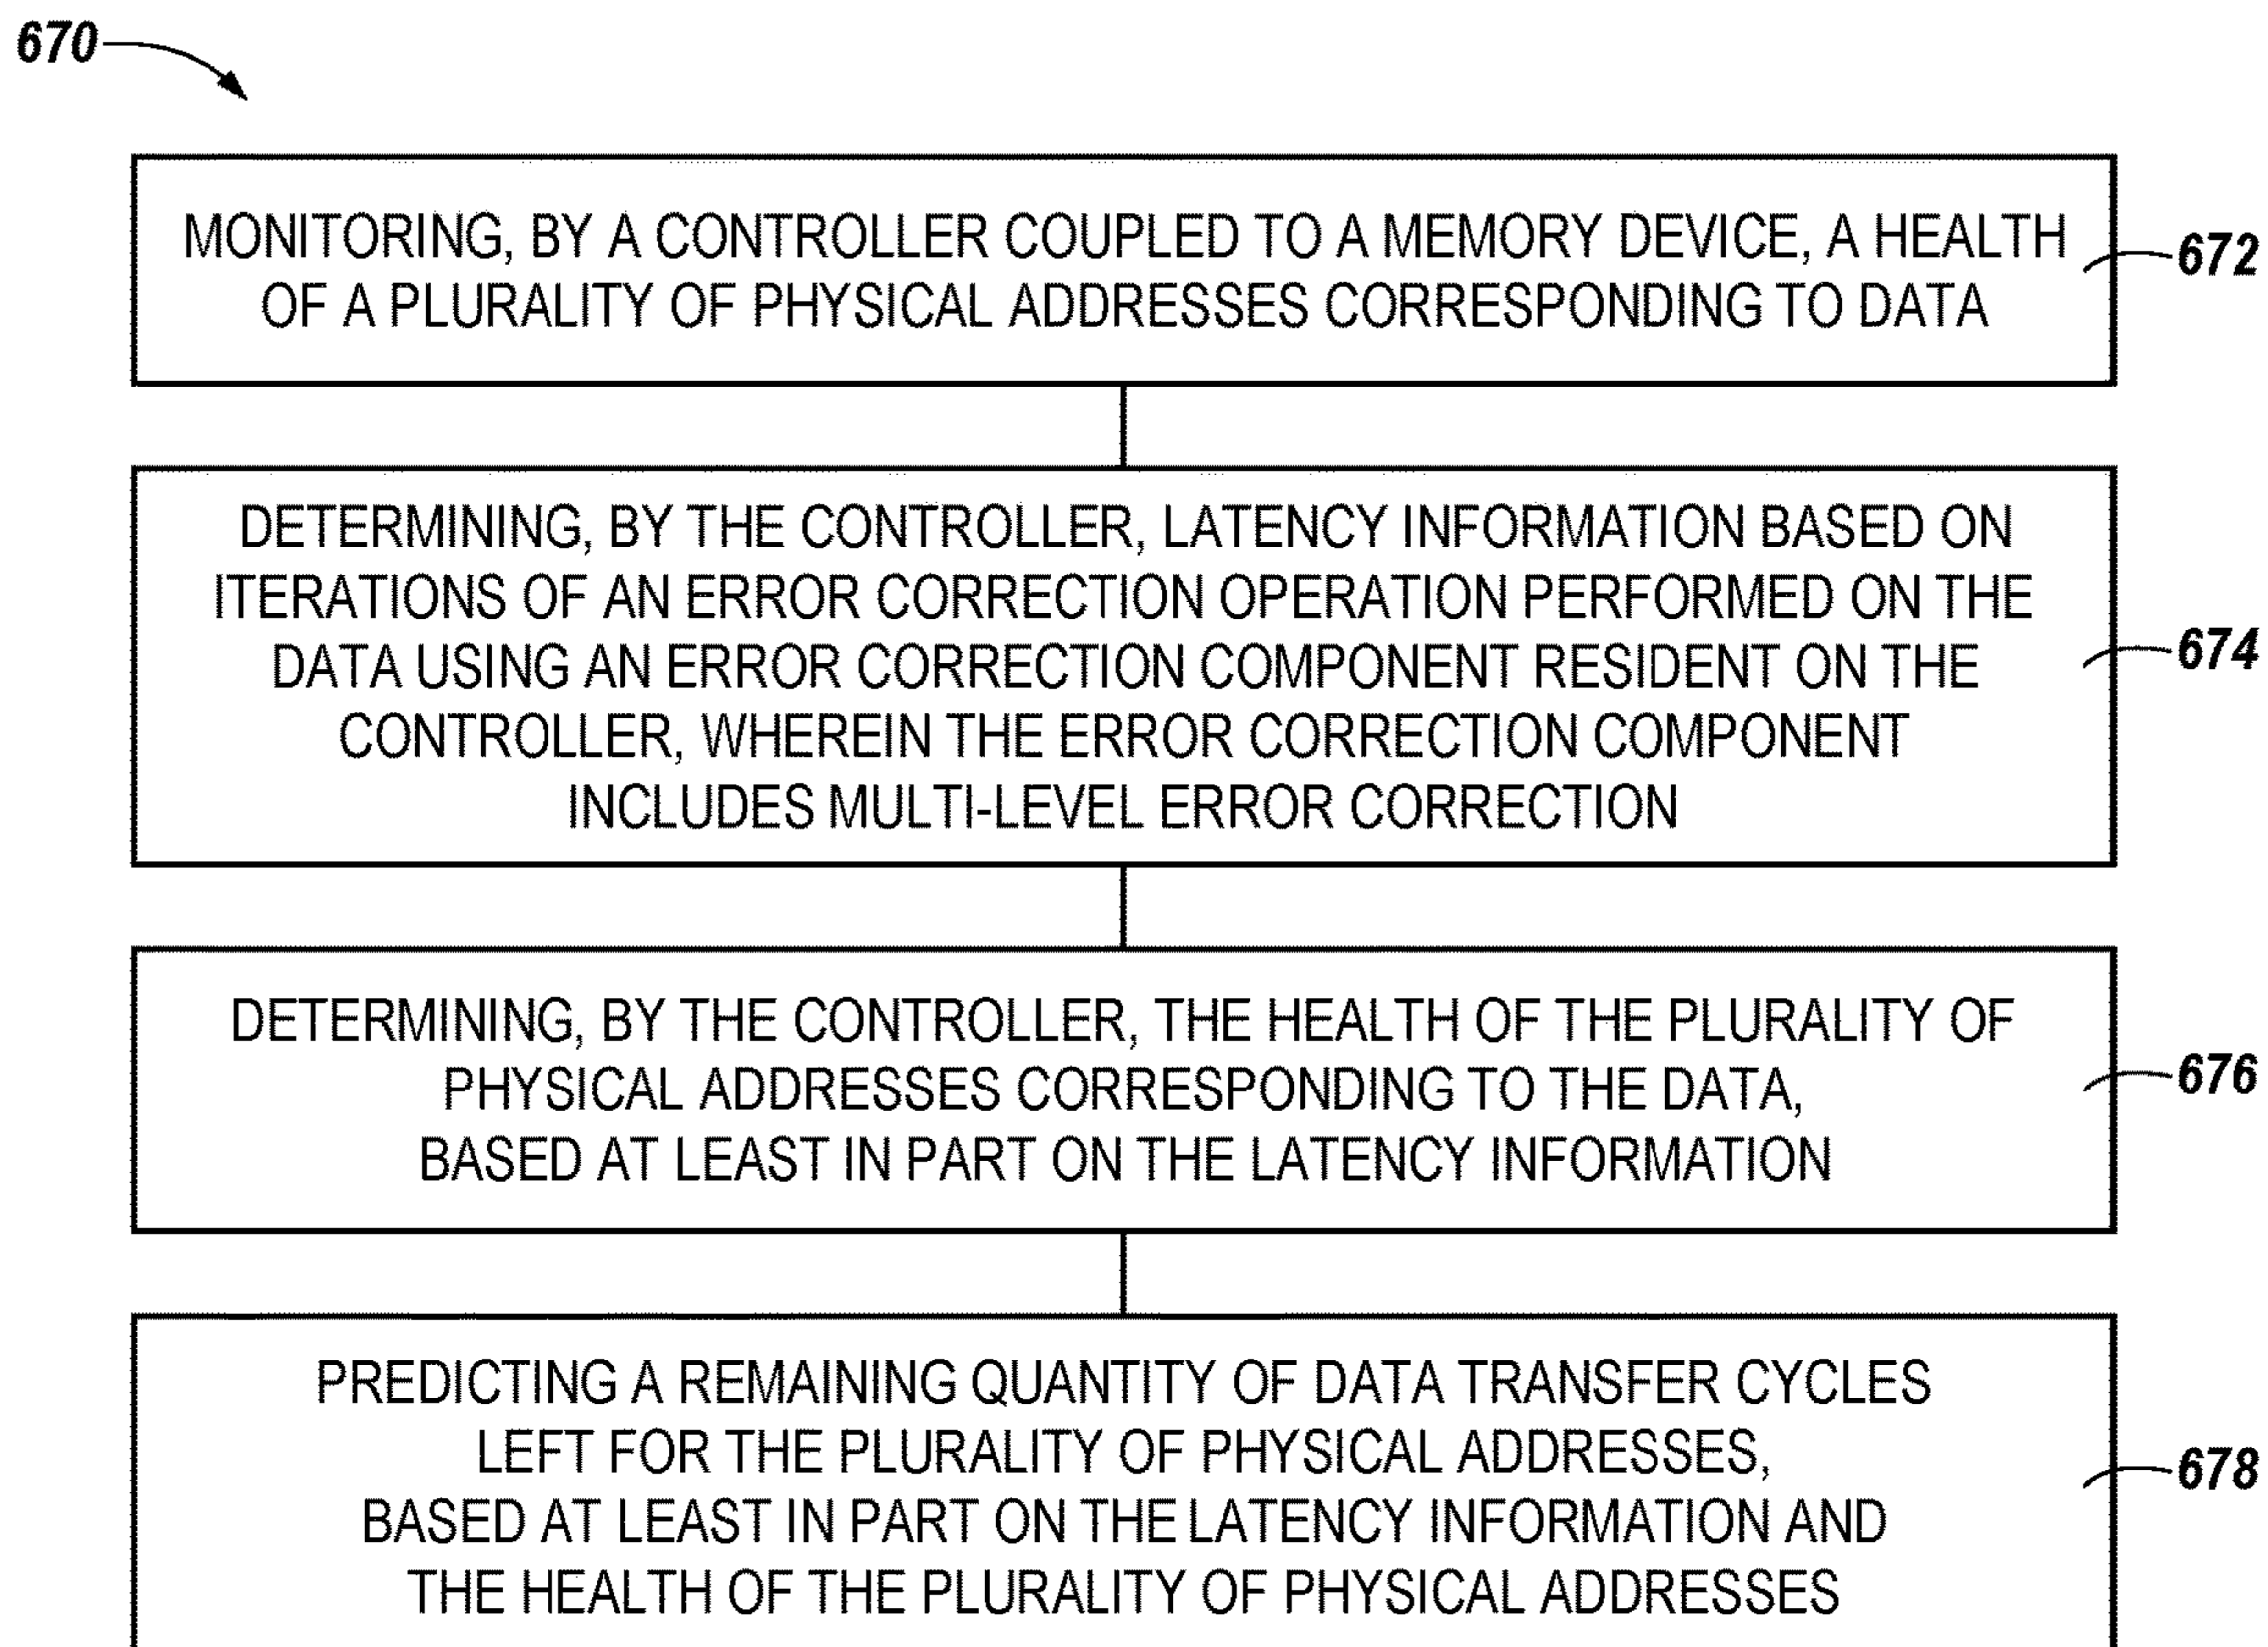 670
MONITORING, BY A CONTROLLER COUPLED TO A MEMORY DEVICE, A HEALTH
OF A PLURALITY OF PHYSICAL ADDRESSES CORRESPONDING TO DATA
672
DETERMINING, BY THE CONTROLLER, LATENCY INFORMATION BASED ON
ITERATIONS OF AN ERROR CORRECTION OPERATION PERFORMED ON THE
DATA USING AN ERROR CORRECTION COMPONENT RESIDENT ON THE
CONTROLLER, WHEREIN THE ERROR CORRECTION COMPONENT
INCLUDES MULTI-LEVEL ERROR CORRECTION
674
DETERMINING, BY THE CONTROLLER, THE HEALTH OF THE PLURALITY OF
PHYSICAL ADDRESSES CORRESPONDING TO THE DATA,
BASED AT LEAST IN PART ON THE LATENCY INFORMATION
676
PREDICTING A REMAINING QUANTITY OF DATA TRANSFER CYCLES
LEFT FOR THE PLURALITY OF PHYSICAL ADDRESSES,
BASED AT LEAST IN PART ON THE LATENCY INFORMATION AND
THE HEALTH OF THE PLURALITY OF PHYSICAL ADDRESSES
678